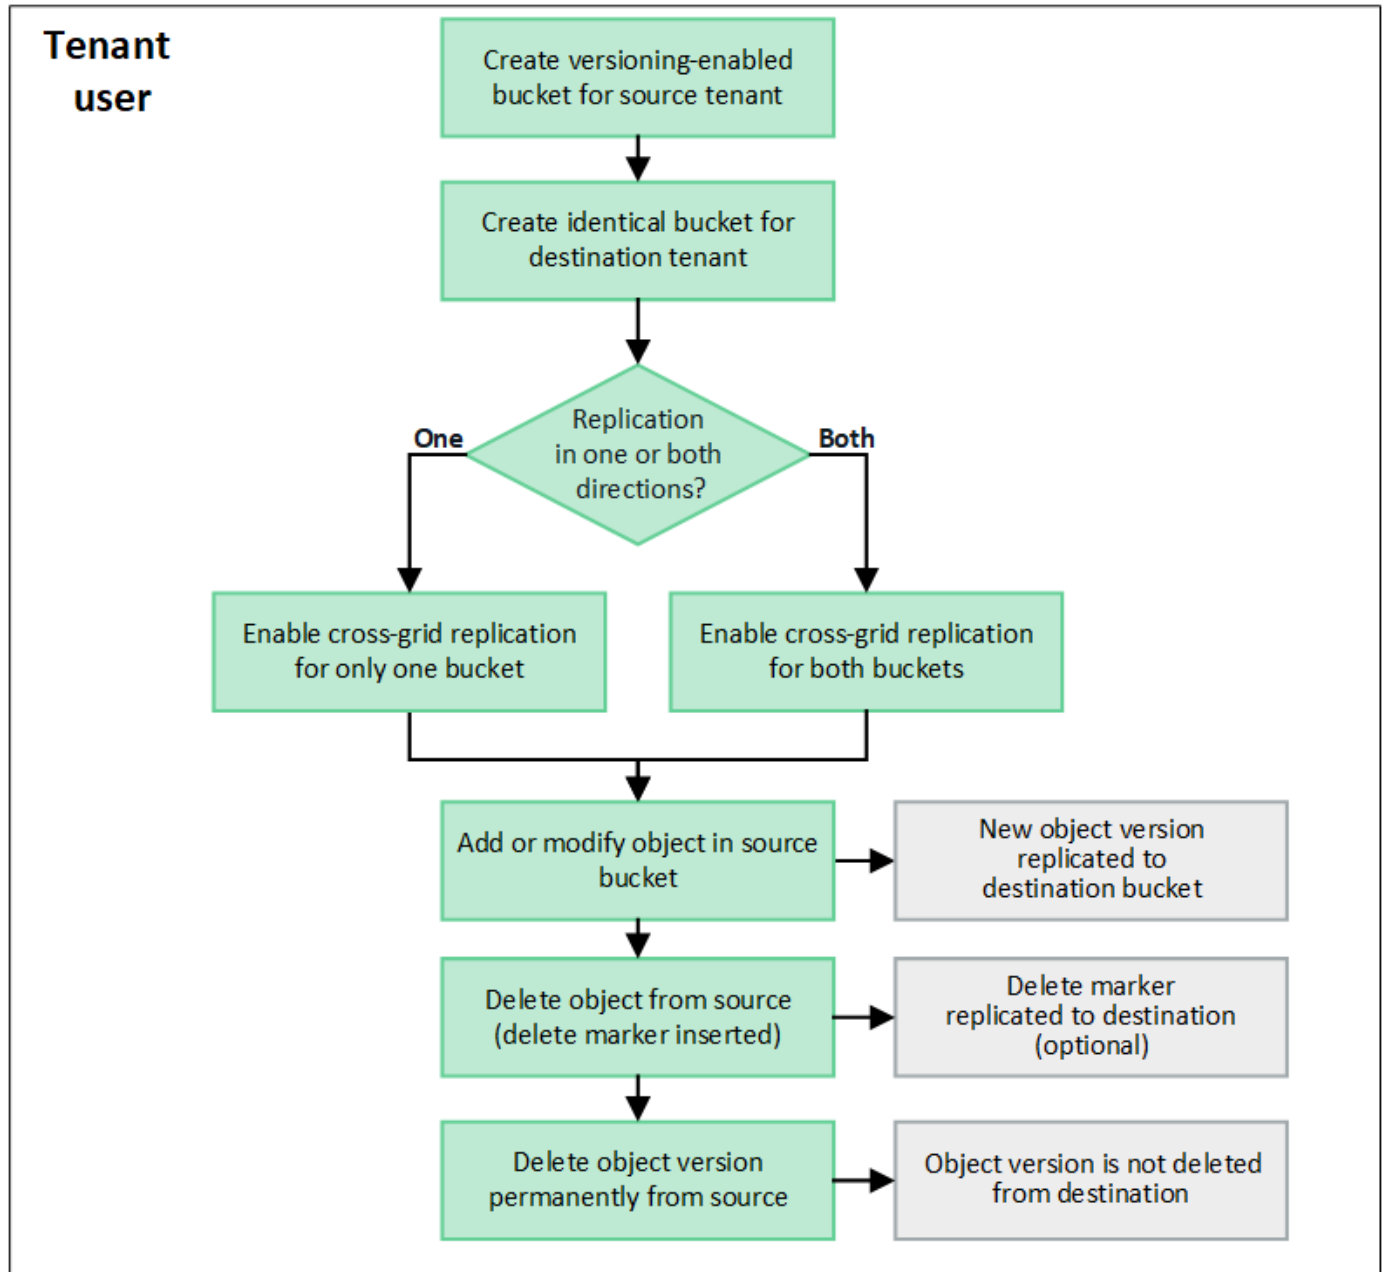 Tenant
user
Create versioning-enabled
bucket for source tenant
Create identical bucket for
destination tenant
Replication
in one or both
directions?
One
Both
Enable cross-grid replication
for only one bucket
Enable cross-grid replication
for both buckets
Add or modify object in source
bucket
New object version
replicated to
destination bucket
Delete object from source
(delete marker inserted)
Delete marker
replicated to destination
(optional)
Delete object version
permanently from source
Object version is not deleted
from destination